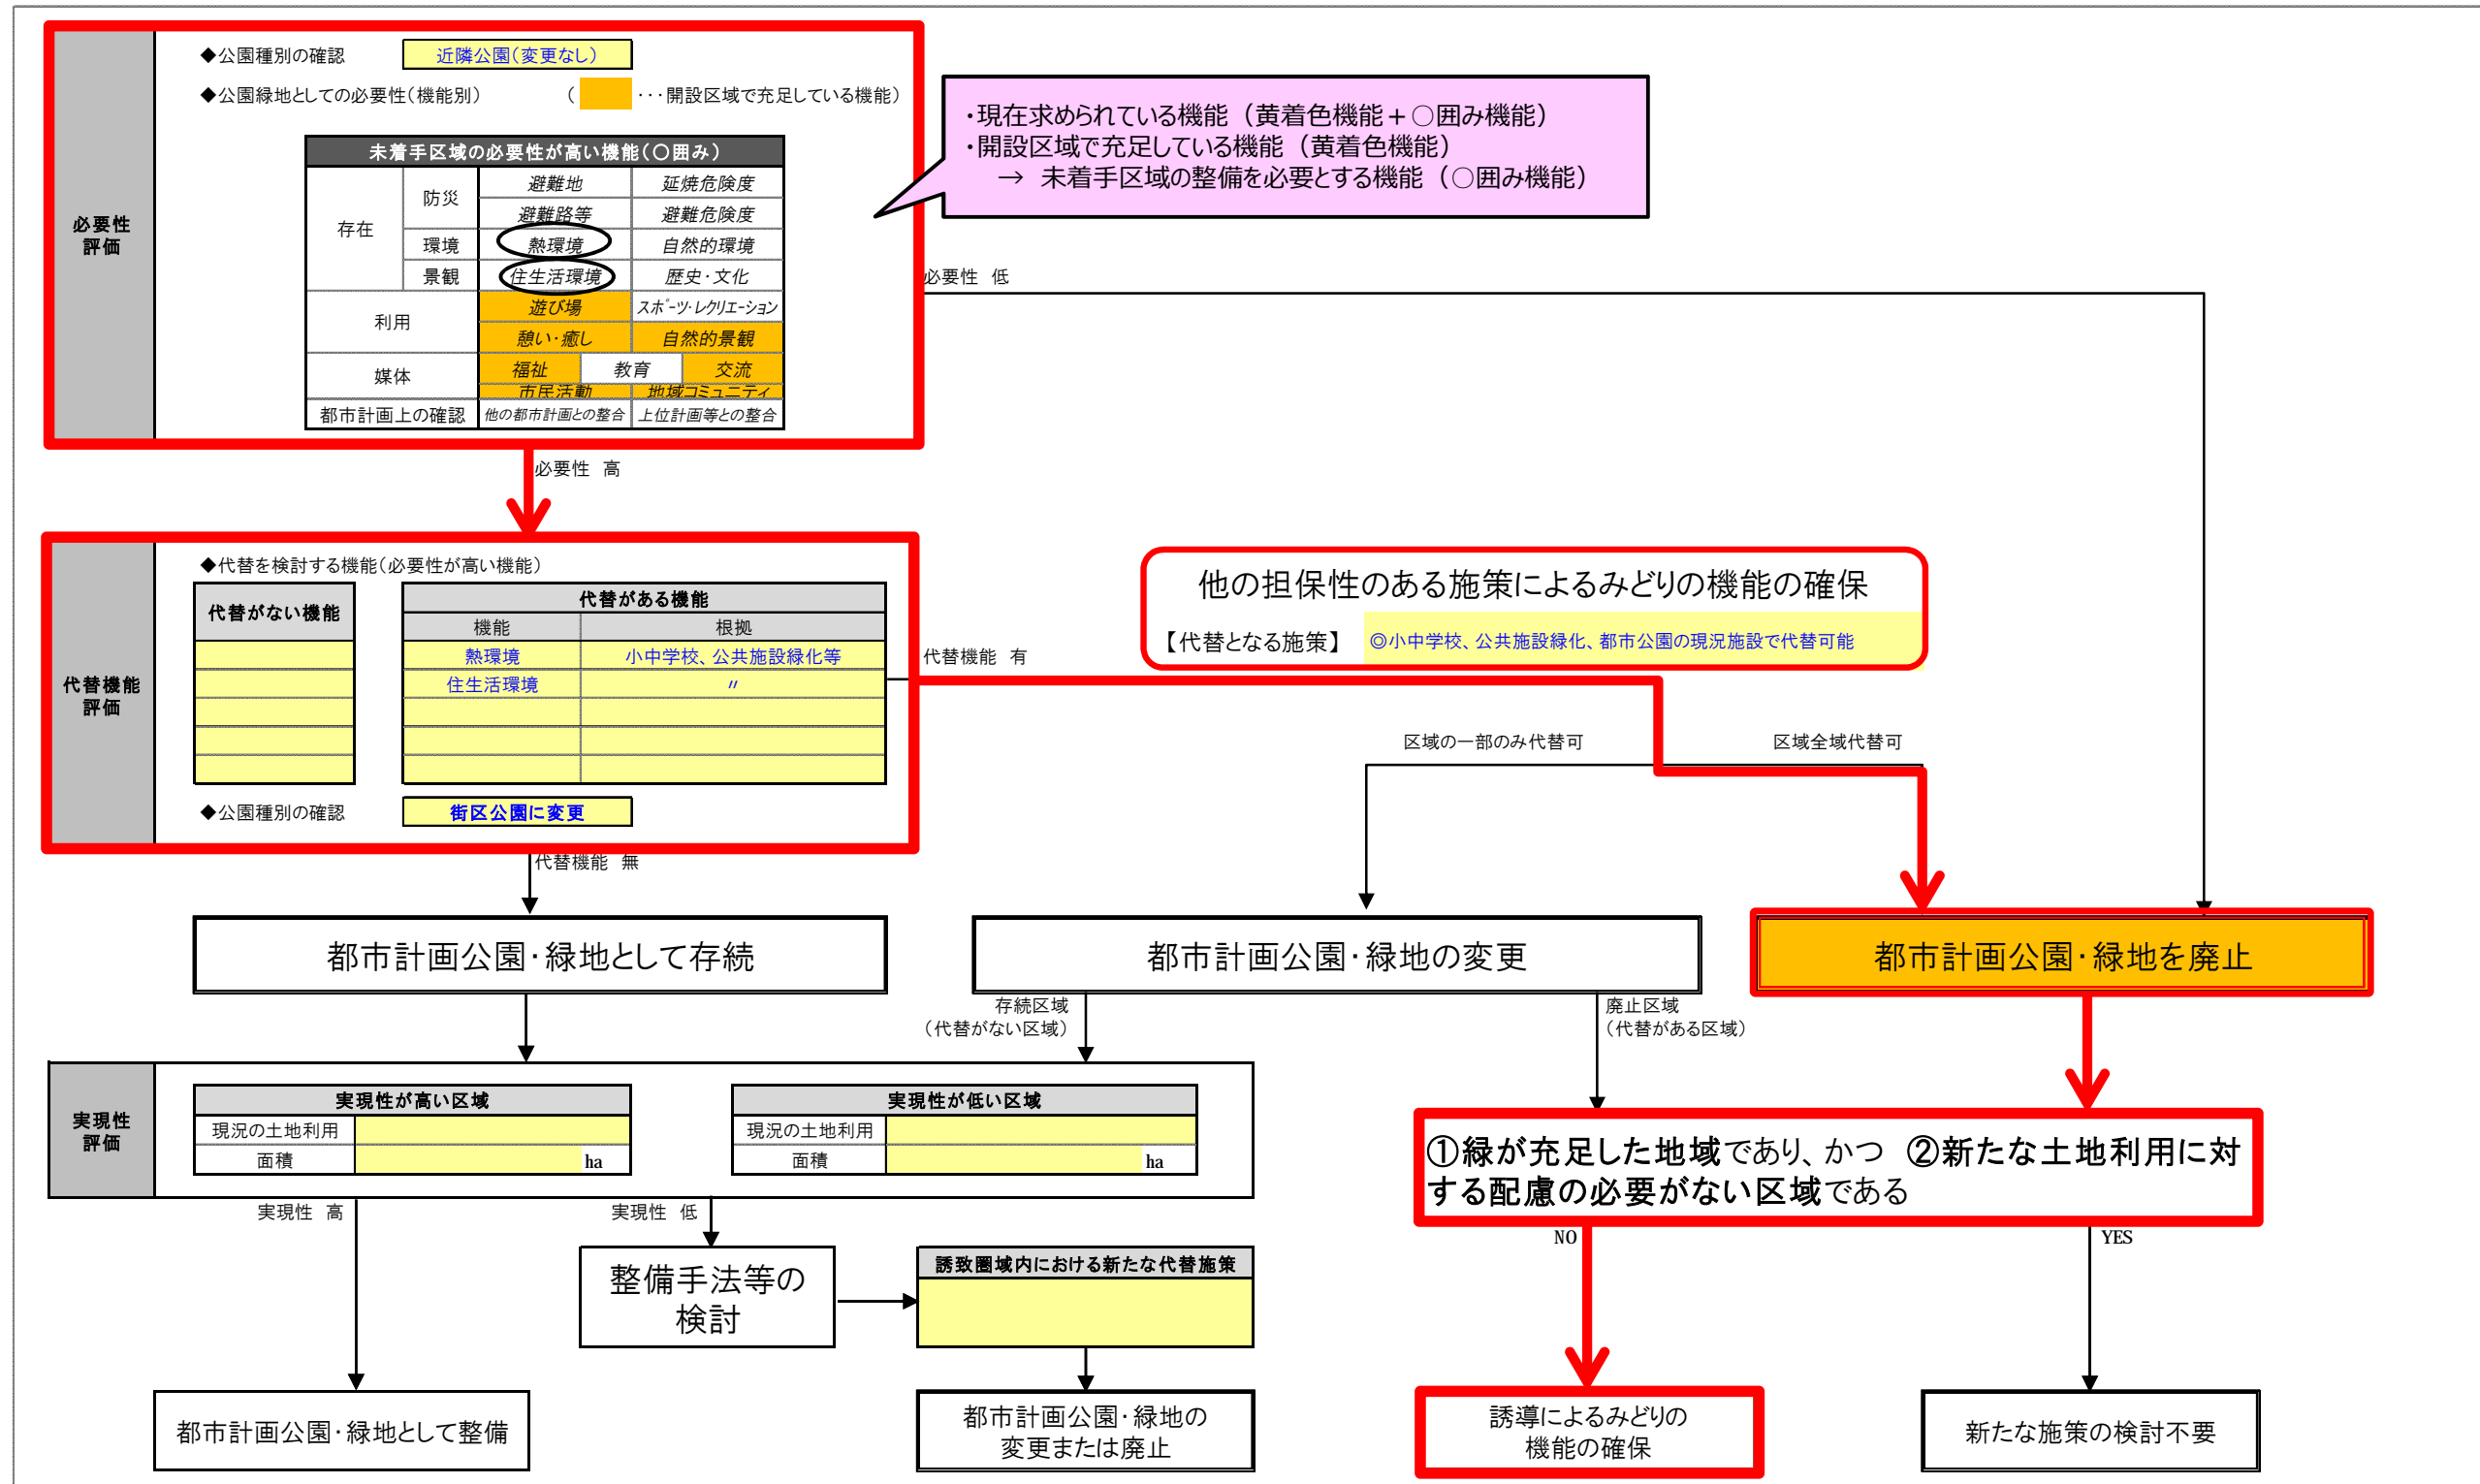 ◆公園種別の確認
近隣公園(変更なし)
◆公園緑地としての必要性(機能別)
( ・・・開設区域で充足している機能)
・現在求められている機能（黄着色機能＋○囲み機能）
・開設区域で充足している機能（黄着色機能）
→ 未着手区域の整備を必要とする機能（○囲み機能）
必要性
評価
未着手区域の必要性が高い機能(○囲み)
存在
防災
避難地
延焼危険度
避難路等
避難危険度
環境
熱環境
自然的環境
景観
住生活環境
歴史・文化
利用
遊び場
スポーツ・レクリエーション
憩い・癒し
自然的景観
媒体
福祉
教育
交流
市民活動
地域コミュニティ
都市計画上の確認
他の都市計画との整合
上位計画等との整合
必要性 低
必要性 高
代替機能
評価
◆代替を検討する機能(必要性が高い機能)
代替がない機能
代替がある機能
機能
根拠
熱環境
小中学校、公共施設緑化等
住生活環境
〃
◆公園種別の確認
街区公園に変更
代替機能 有
他の担保性のある施策によるみどりの機能の確保
【代替となる施策】
◎小中学校、公共施設緑化、都市公園の現況施設で代替可能
区域の一部のみ代替可
区域全域代替可
代替機能 無
都市計画公園・緑地として存続
都市計画公園・緑地の変更
都市計画公園・緑地を廃止
存続区域
(代替がない区域)
廃止区域
(代替がある区域)
実現性
評価
実現性が高い区域
現況の土地利用
面積
ha
実現性が低い区域
現況の土地利用
面積
ha
①緑が充足した地域であり、かつ ②新たな土地利用に対
する配慮の必要がない区域である
実現性 高
実現性 低
NO
YES
整備手法等の
検討
誘致圏域内における新たな代替施策
都市計画公園・緑地として整備
都市計画公園・緑地の
変更または廃止
誘導によるみどりの
機能の確保
新たな施策の検討不要